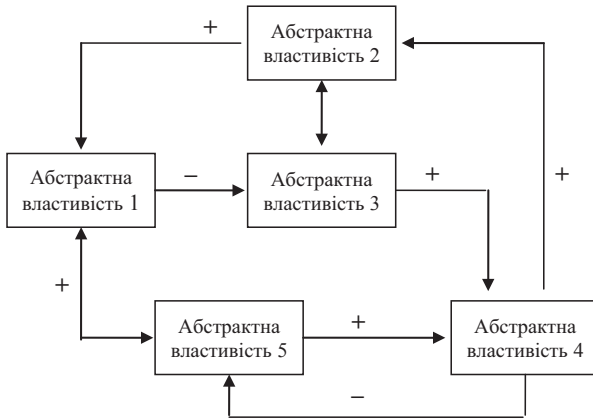 +
Абстрактна
властивість 2
Абстрактна
властивість 1
−
Абстрактна
властивість 3
+
+
+
Абстрактна
властивість 5
+
Абстрактна
властивість 4
−